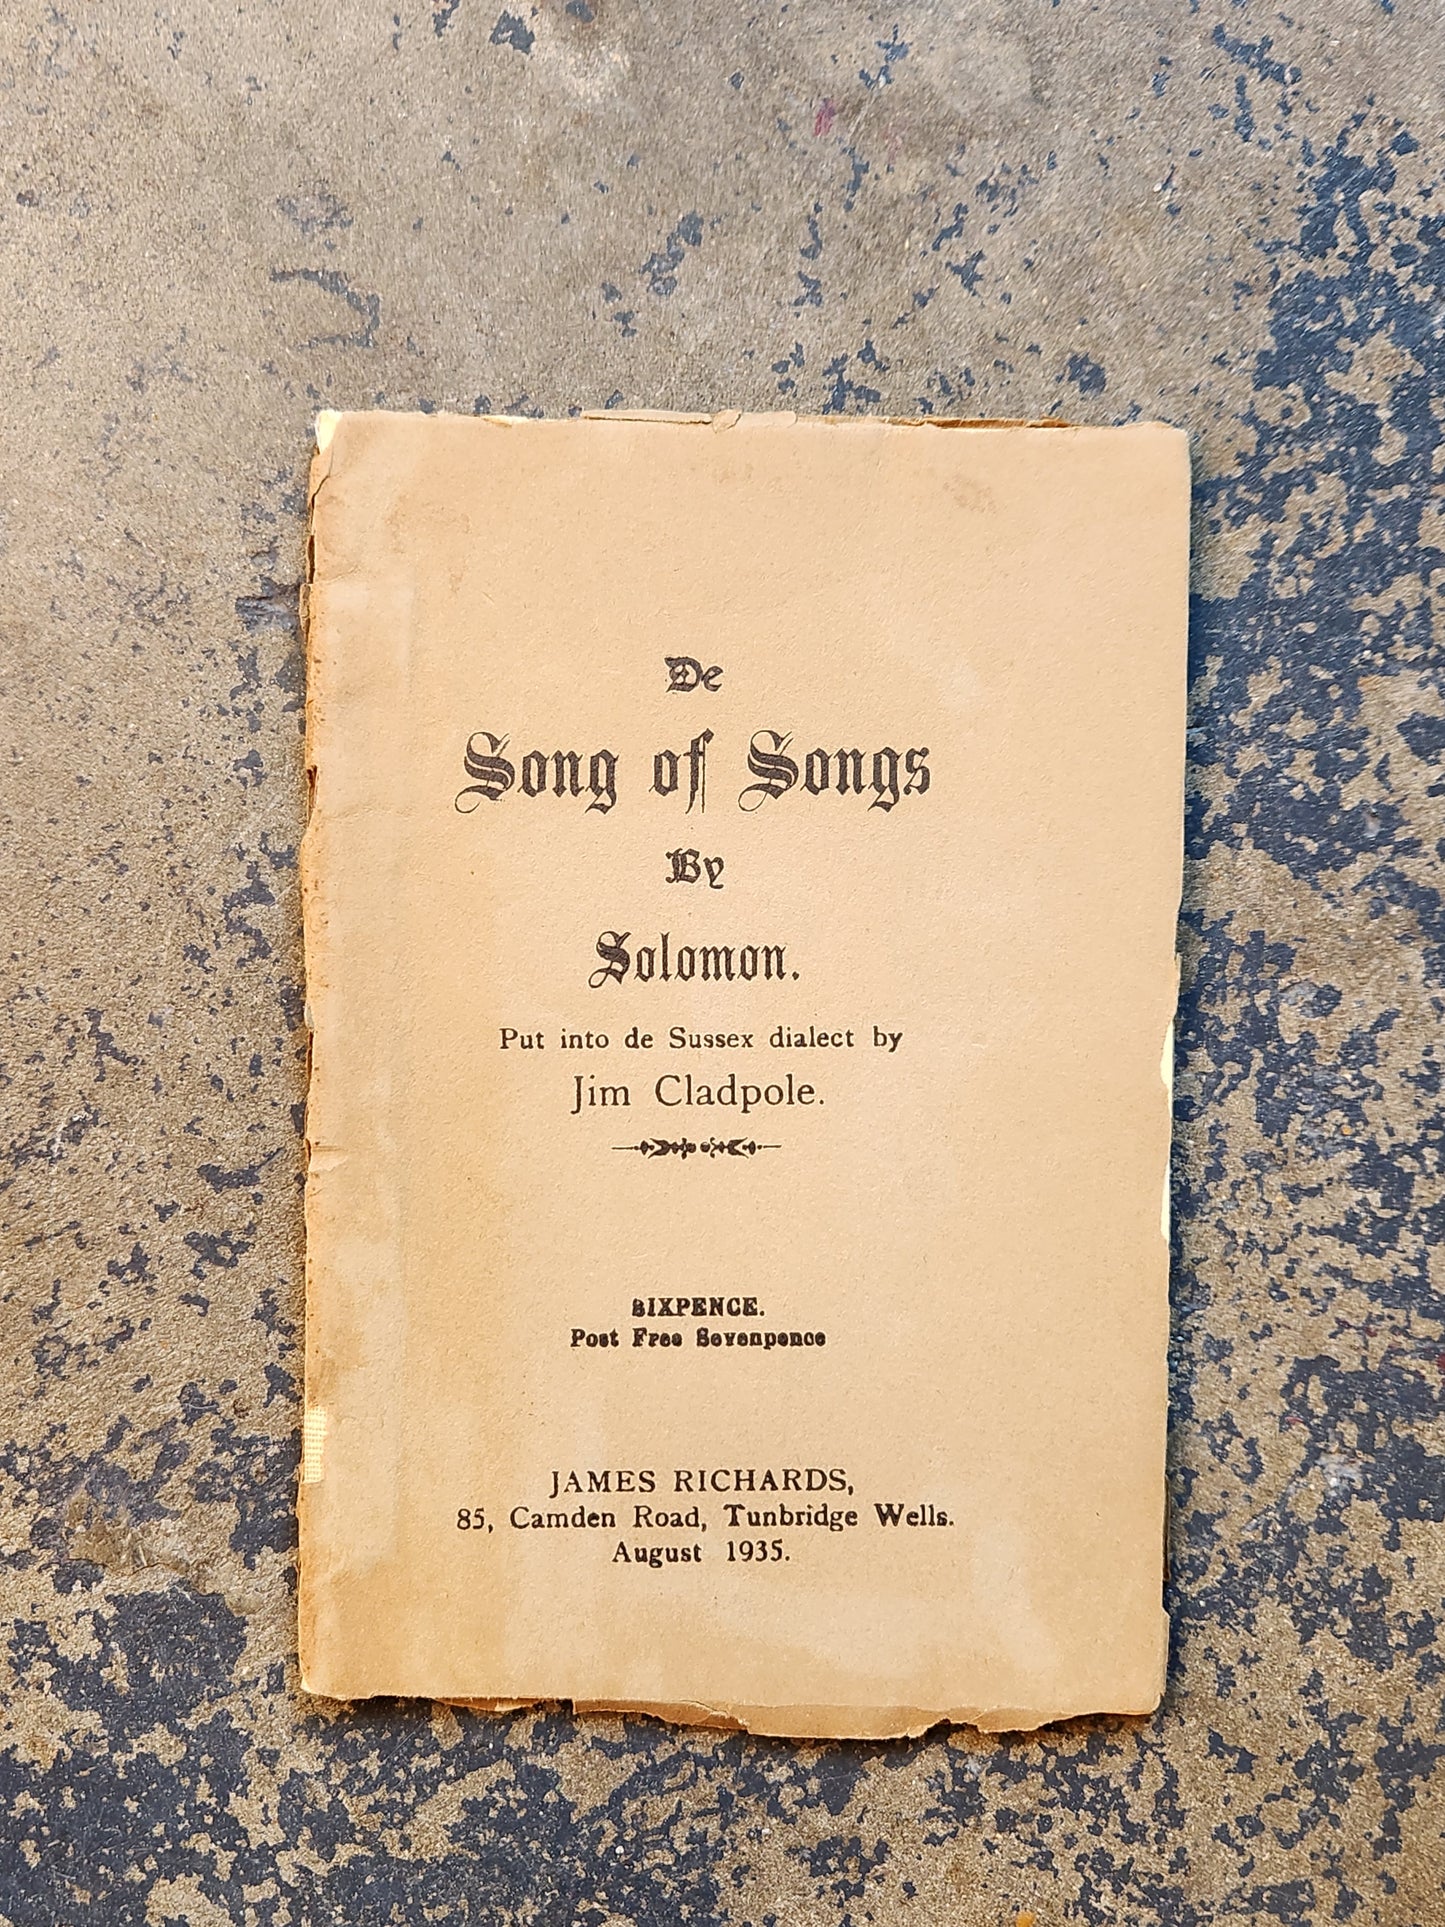 De
Song of Songs
By
Solomon.
Put into de Sussex dialect by
Jim Cladpole.
SIXPENCE.
Post Free Sevenpence
JAMES RICHARDS,
85, Camden Road, Tunbridge Wells.
August 1935.